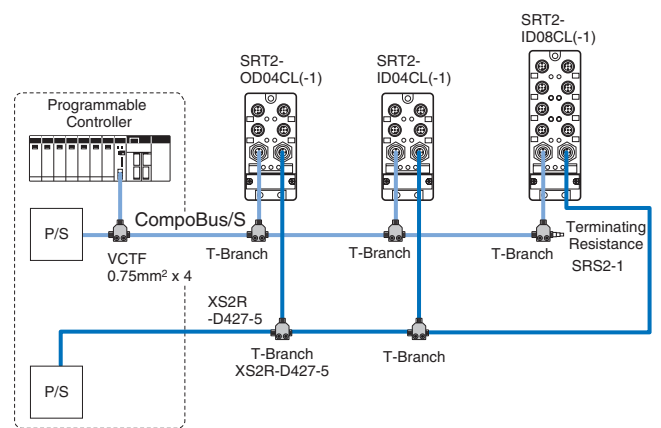 SRT2-
ID08CL(-1)
SRT2-
OD04CL(-1)
SRT2-
ID04CL(-1)
Programmable
Controller
CompoBus/S
P/S
VCTF
0.75mm² x 4
T-Branch
T-Branch
T-Branch
Terminating
Resistance
SRS2-1
XS2R
-D427-5
T-Branch
XS2R-D427-5
T-Branch
P/S